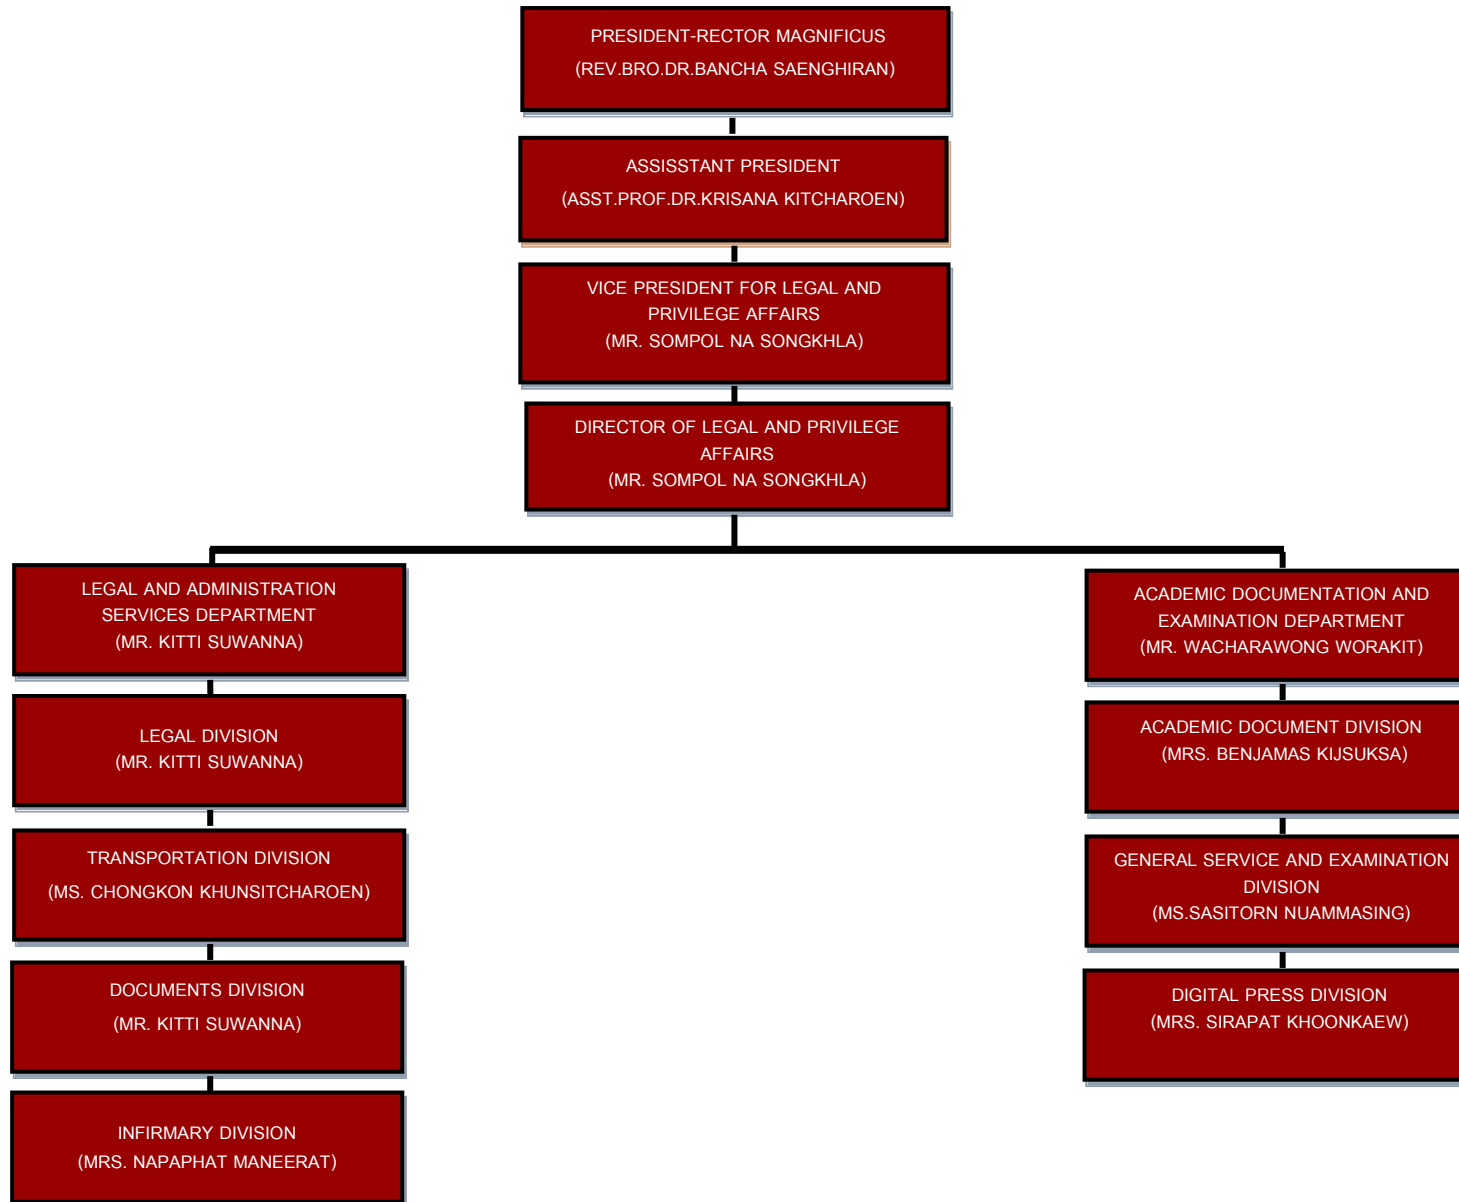 PRESIDENT-RECTOR MAGNIFICUS
(REV.BRO.DR.BANCHA SAENGHIRAN)
ASSISSTANT PRESIDENT
(ASST.PROF.DR.KRISANA KITCHAROEN)
VICE PRESIDENT FOR LEGAL AND
PRIVILEGE AFFAIRS
(MR. SOMPOL NA SONGKHLA)
DIRECTOR OF LEGAL AND PRIVILEGE
AFFAIRS
(MR. SOMPOL NA SONGKHLA)
LEGAL AND ADMINISTRATION
SERVICES DEPARTMENT
(MR. KITTI SUWANNA)
LEGAL DIVISION
(MR. KITTI SUWANNA)
TRANSPORTATION DIVISION
(MS. CHONGKON KHUNSITCHAROEN)
DOCUMENTS DIVISION
(MR. KITTI SUWANNA)
INFIRMARY DIVISION
(MRS. NAPAPHAT MANEERAT)
ACADEMIC DOCUMENTATION AND
EXAMINATION DEPARTMENT
(MR. WACHARAWONG WORAKIT)
ACADEMIC DOCUMENT DIVISION
(MRS. BENJAMAS KIJSUKSA)
GENERAL SERVICE AND EXAMINATION
DIVISION
(MS.SASITORN NUAMMASING)
DIGITAL PRESS DIVISION
(MRS. SIRAPAT KHOONKAEW)